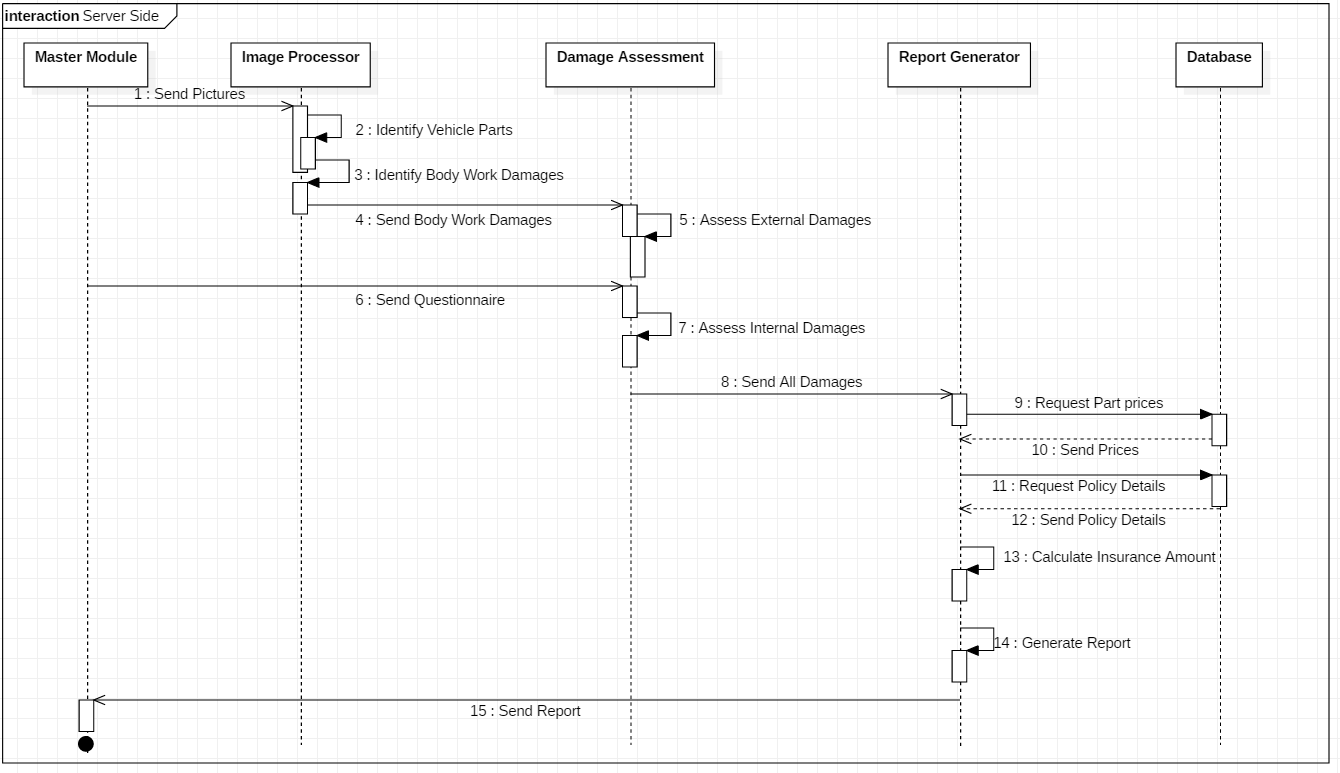 interaction Server Side
Master Module
Image Processor
Damage Assessment
Report Generator
Database
1 : Send Pictures
2 : Identify Vehicle Parts
3 : Identify Body Work Damages
4 : Send Body Work Damages
5 : Assess External Damages
6 : Send Questionnaire
7 : Assess Internal Damages
8 : Send All Damages
9 : Request Part prices
10 : Send Prices
11 : Request Policy Details
12 : Send Policy Details
13 : Calculate Insurance Amount
14 : Generate Report
15 : Send Report